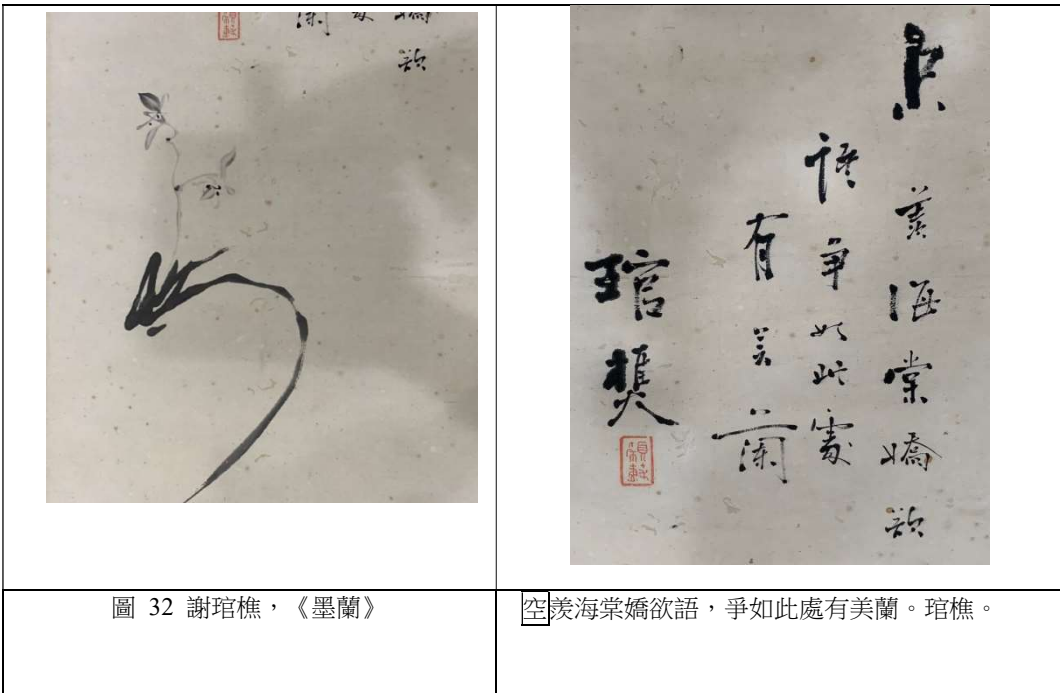 欲
羨海棠嬌欲
語爭如此處
有美蘭
琯樵
圖 32 謝琯樵,《墨蘭》
空羨海棠嬌欲語,爭如此處有美蘭。琯樵。